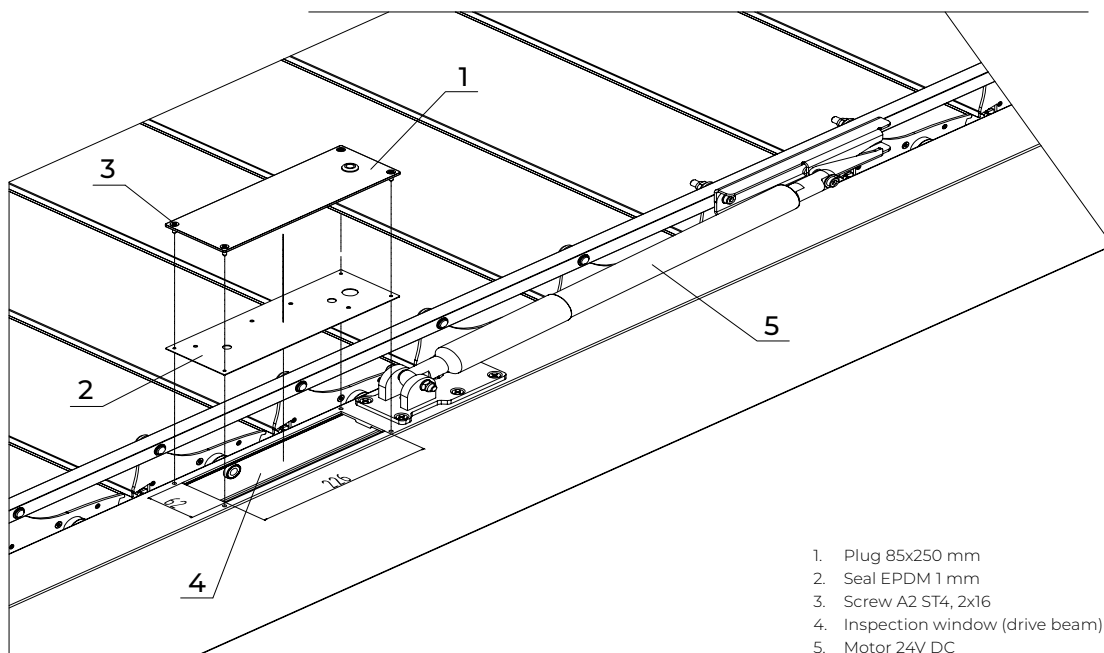 1
3
5
2
226
62
4
1. Plug 85x250 mm
2. Seal EPDM 1 mm
3. Screw A2 ST4, 2x16
4. Inspection window (drive beam)
5. Motor 24V DC